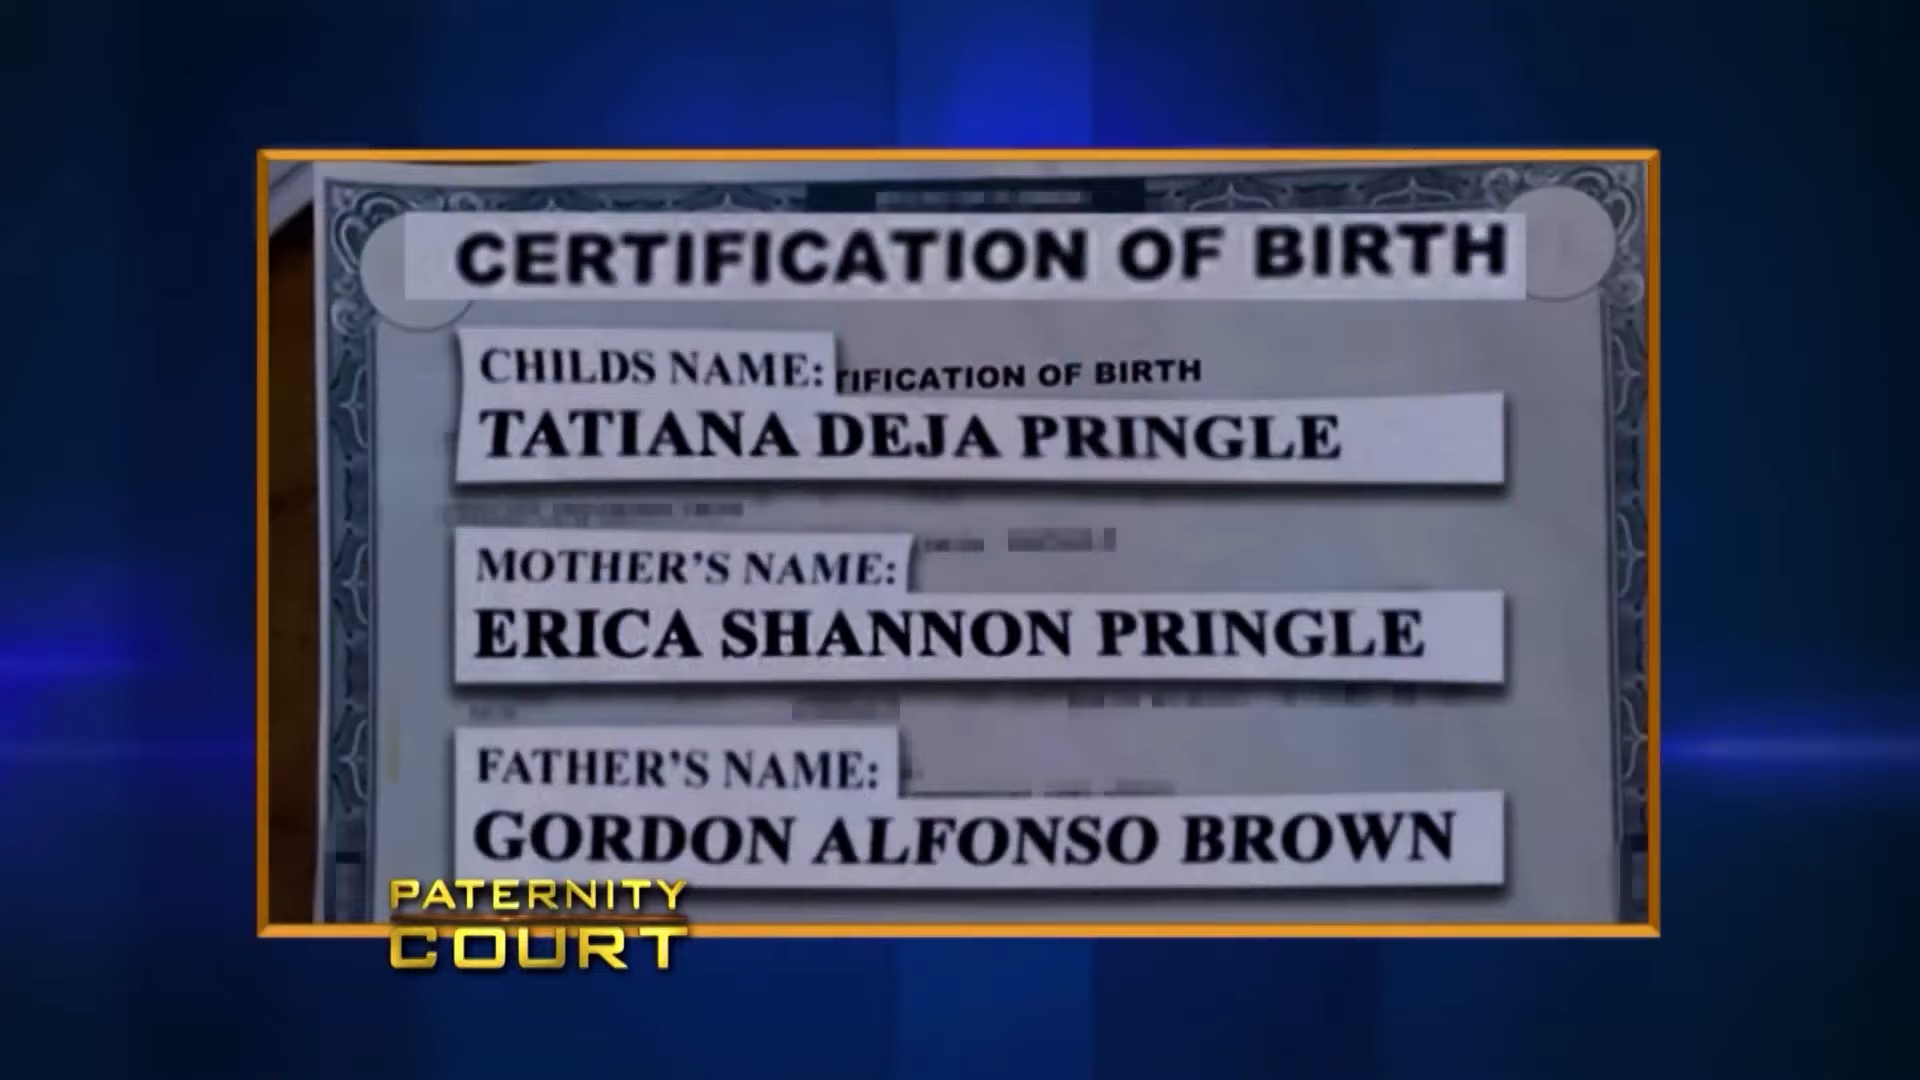 CERTIFICATION OF BIRTH
CHILDS NAME:
TIFICATION OF BIRTH
TATIANA DEJA PRINGLE
MOTHER'S NAME:
ERICA SHANNON PRINGLE
FATHER'S NAME:
GORDON ALFONSO BROWN
PATERNITY
COURT